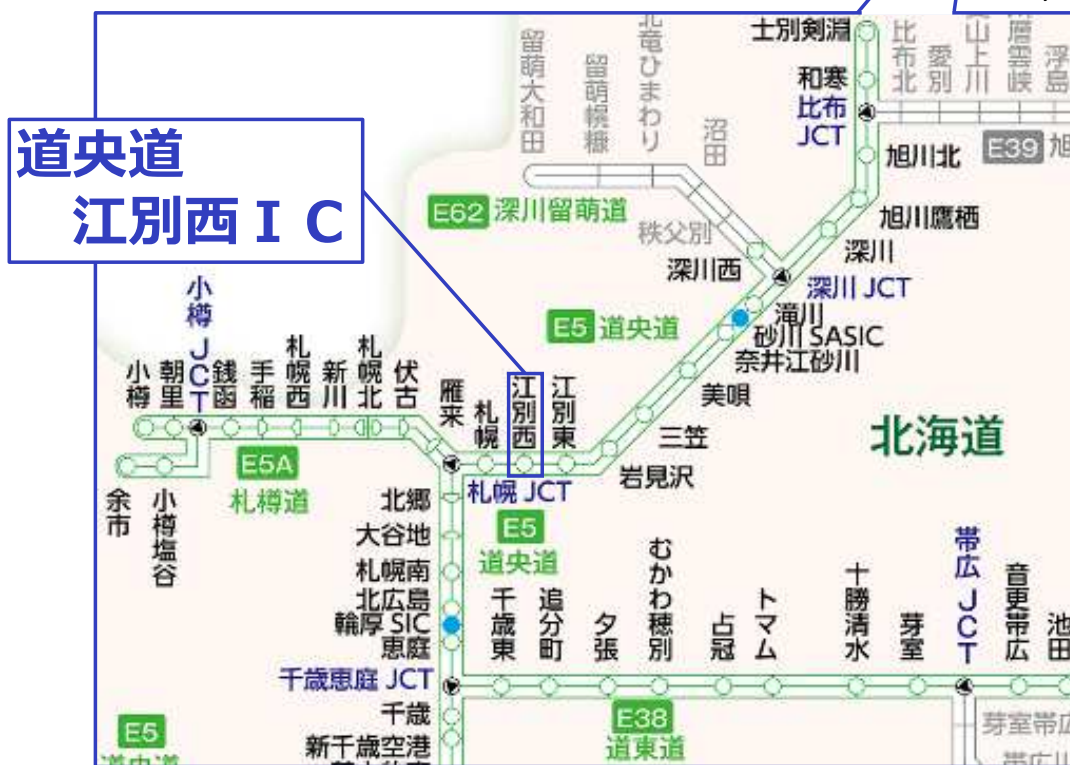 道央道
江別西ＩＣ
士別剣淵
和寒
比布
JCT
比布北
愛別
浮島
旭川北
E39
旭川鷹栖
深川
深川 JCT
深川西
秩父別
沼田
北竜ひまわり
留萌幌糠
留萌大和田
E62 深川留萌道
滝川
砂川 SASIC
奈井江砂川
E5 道央道
美唄
三笠
岩見沢
北海道
小樽 JCT
小樽
朝里
銭函
手稲
札幌西
新川
札幌北
伏古
雁来
札幌
江別西
江別東
札幌 JCT
E5A
札樽道
余市
小樽塩谷
北郷
大谷地
札幌南
北広島
輪厚 SIC
恵庭
千歳恵庭 JCT
千歳
新千歳空港
E5
道央道
千歳東
追分町
夕張
むかわ穂別
占冠
トマム
十勝清水
芽室
帯広 JCT
音更帯広
池田
E38
道東道
芽室帯広
E5
道央道